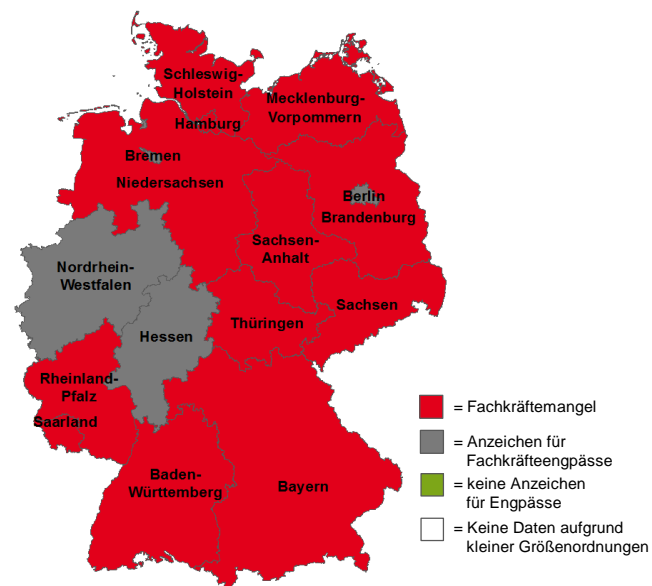 Schleswig-
Holstein
Mecklenburg-
Vorpommern
Hamburg
Bremen
Niedersachsen
Berlin
Brandenburg
Sachsen-
Anhalt
Nordrhein-
Westfalen
Sachsen
Thüringen
Hessen
Rheinland-
Pfalz
Saarland
Baden-
Württemberg
Bayern
= Fachkräftemangel
= Anzeichen für
Fachkräfteengpässe
= keine Anzeichen
für Engpässe
= Keine Daten aufgrund
kleiner Größenordnungen